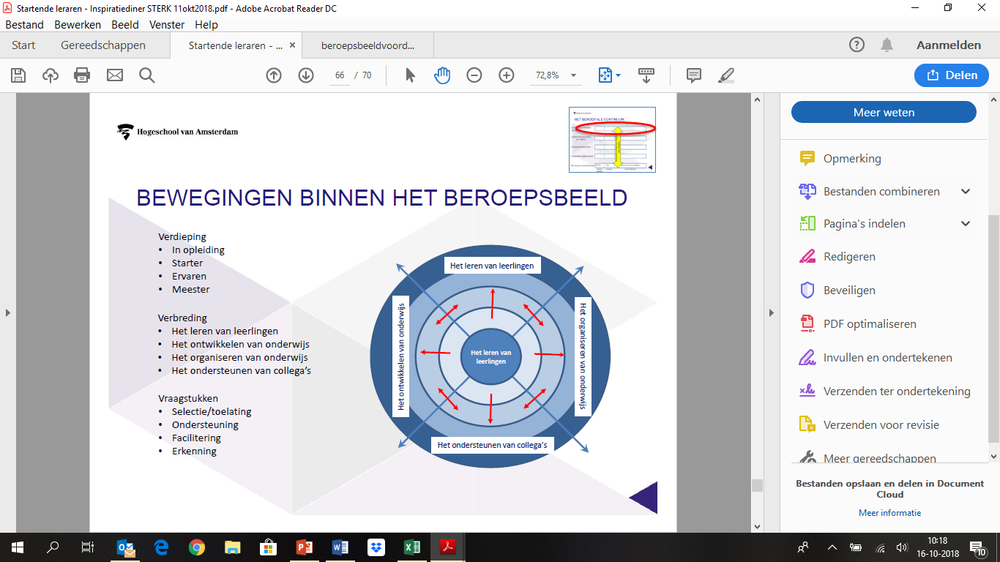 Startende leraren - Inspiratiediner STERK 11okt2018.pdf - Adobe Acrobat Reader DC
Bestand Bewerken Beeld Venster Help
Start Gereedschappen Startende leraren - ... × beroepsbeeldvoord...
Aanmelden
66 / 70
72,8%
Delen
Hogeschool van Amsterdam
HET BEROEP ALS CONTINUUM
BEWEGINGEN BINNEN HET BEROEPSBEELD
Verdieping
• In opleiding
• Starter
• Ervaren
• Meester
Verbreding
• Het leren van leerlingen
• Het ontwikkelen van onderwijs
• Het organiseren van onderwijs
• Het ondersteunen van collega's
Vraagstukken
• Selectie/toelating
• Ondersteuning
• Facilitering
• Erkenning
Het leren van leerlingen
Het ontwikkelen van onderwijs
Het leren van
leerlingen
Het organiseren van onderwijs
Het ondersteunen van collega's
Meer weten
Opmerking
Bestanden combineren
Pagina's indelen
Redigeren
Beveiligen
PDF optimaliseren
Invullen en ondertekenen
Verzenden ter ondertekening
Verzenden voor revisie
Meer gereedschappen
Bestanden opslaan en delen in Document
Cloud
Meer informatie
10:18
16-10-2018
10